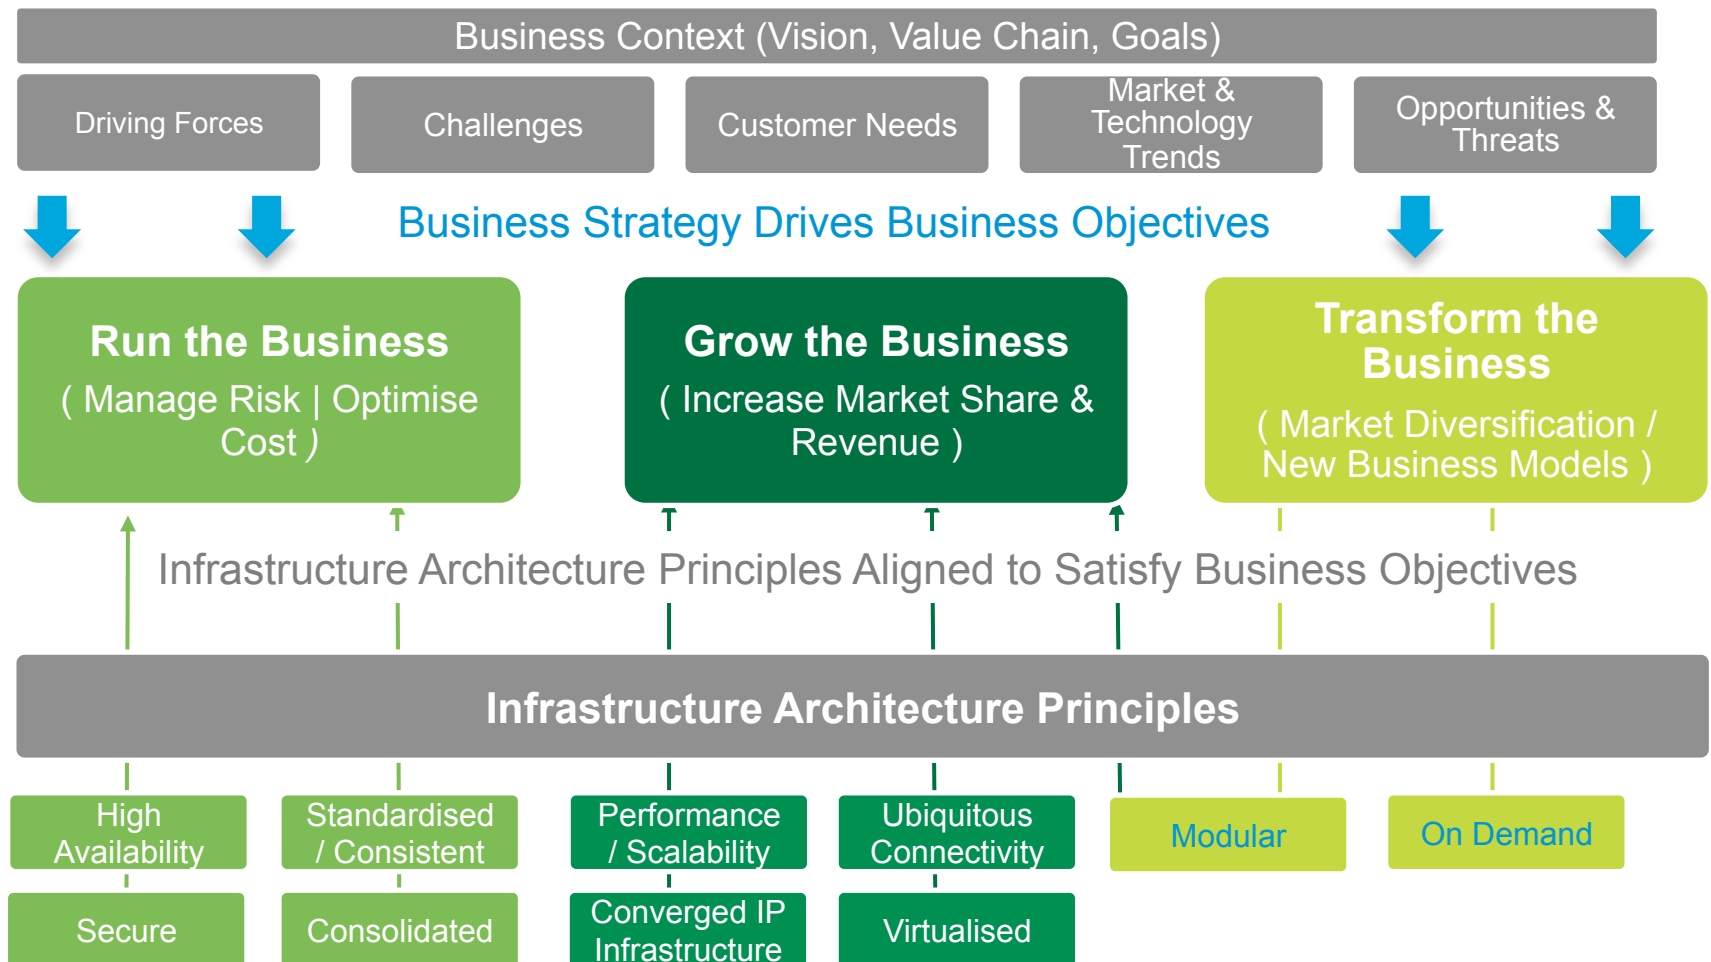 Business Context (Vision, Value Chain, Goals)
Driving Forces
Challenges
Customer Needs
Market &
Technology
Trends
Opportunities &
Threats
Business Strategy Drives Business Objectives
Run the Business
( Manage Risk | Optimise
Cost )
Grow the Business
( Increase Market Share &
Revenue )
Transform the
Business
( Market Diversification /
New Business Models )
Infrastructure Architecture Principles Aligned to Satisfy Business Objectives
Infrastructure Architecture Principles
High
Availability
Standardised
/ Consistent
Performance
/ Scalability
Ubiquitous
Connectivity
Modular
On Demand
Secure
Consolidated
Converged IP
Infrastructure
Virtualised